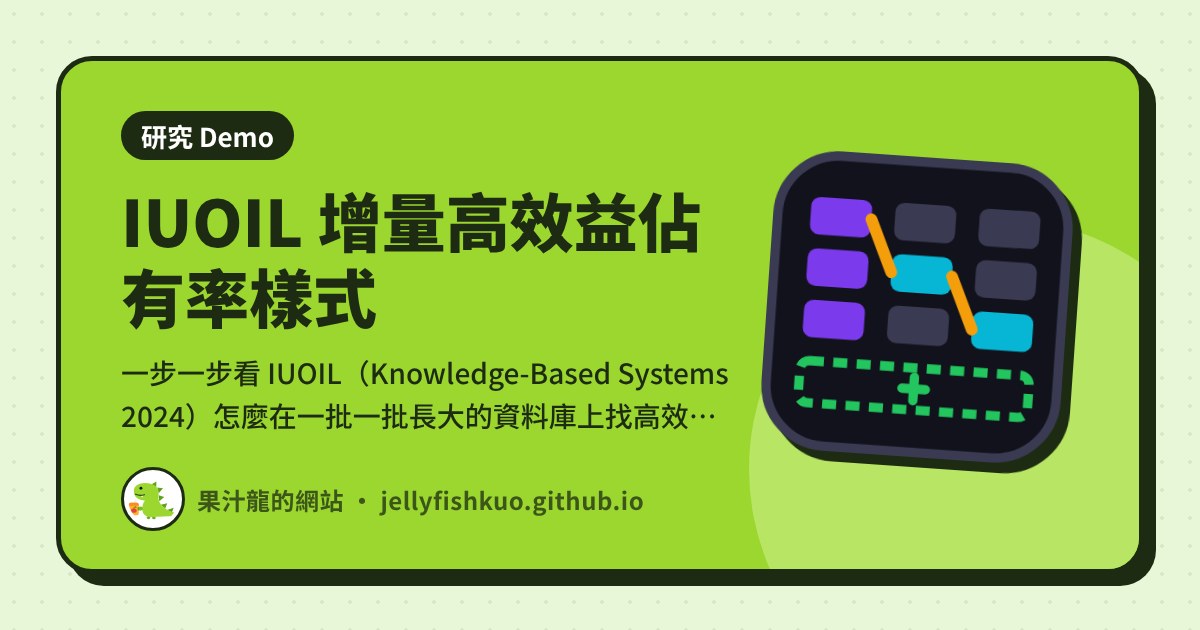 研究 Demo
IUOIL 增量高效益佔
有率樣式
一步一步看 IUOIL（Knowledge-Based Systems
2024）怎麼在一批一批長大的資料庫上找高效…
果汁龍的網站 · jellyfishkuo.github.io